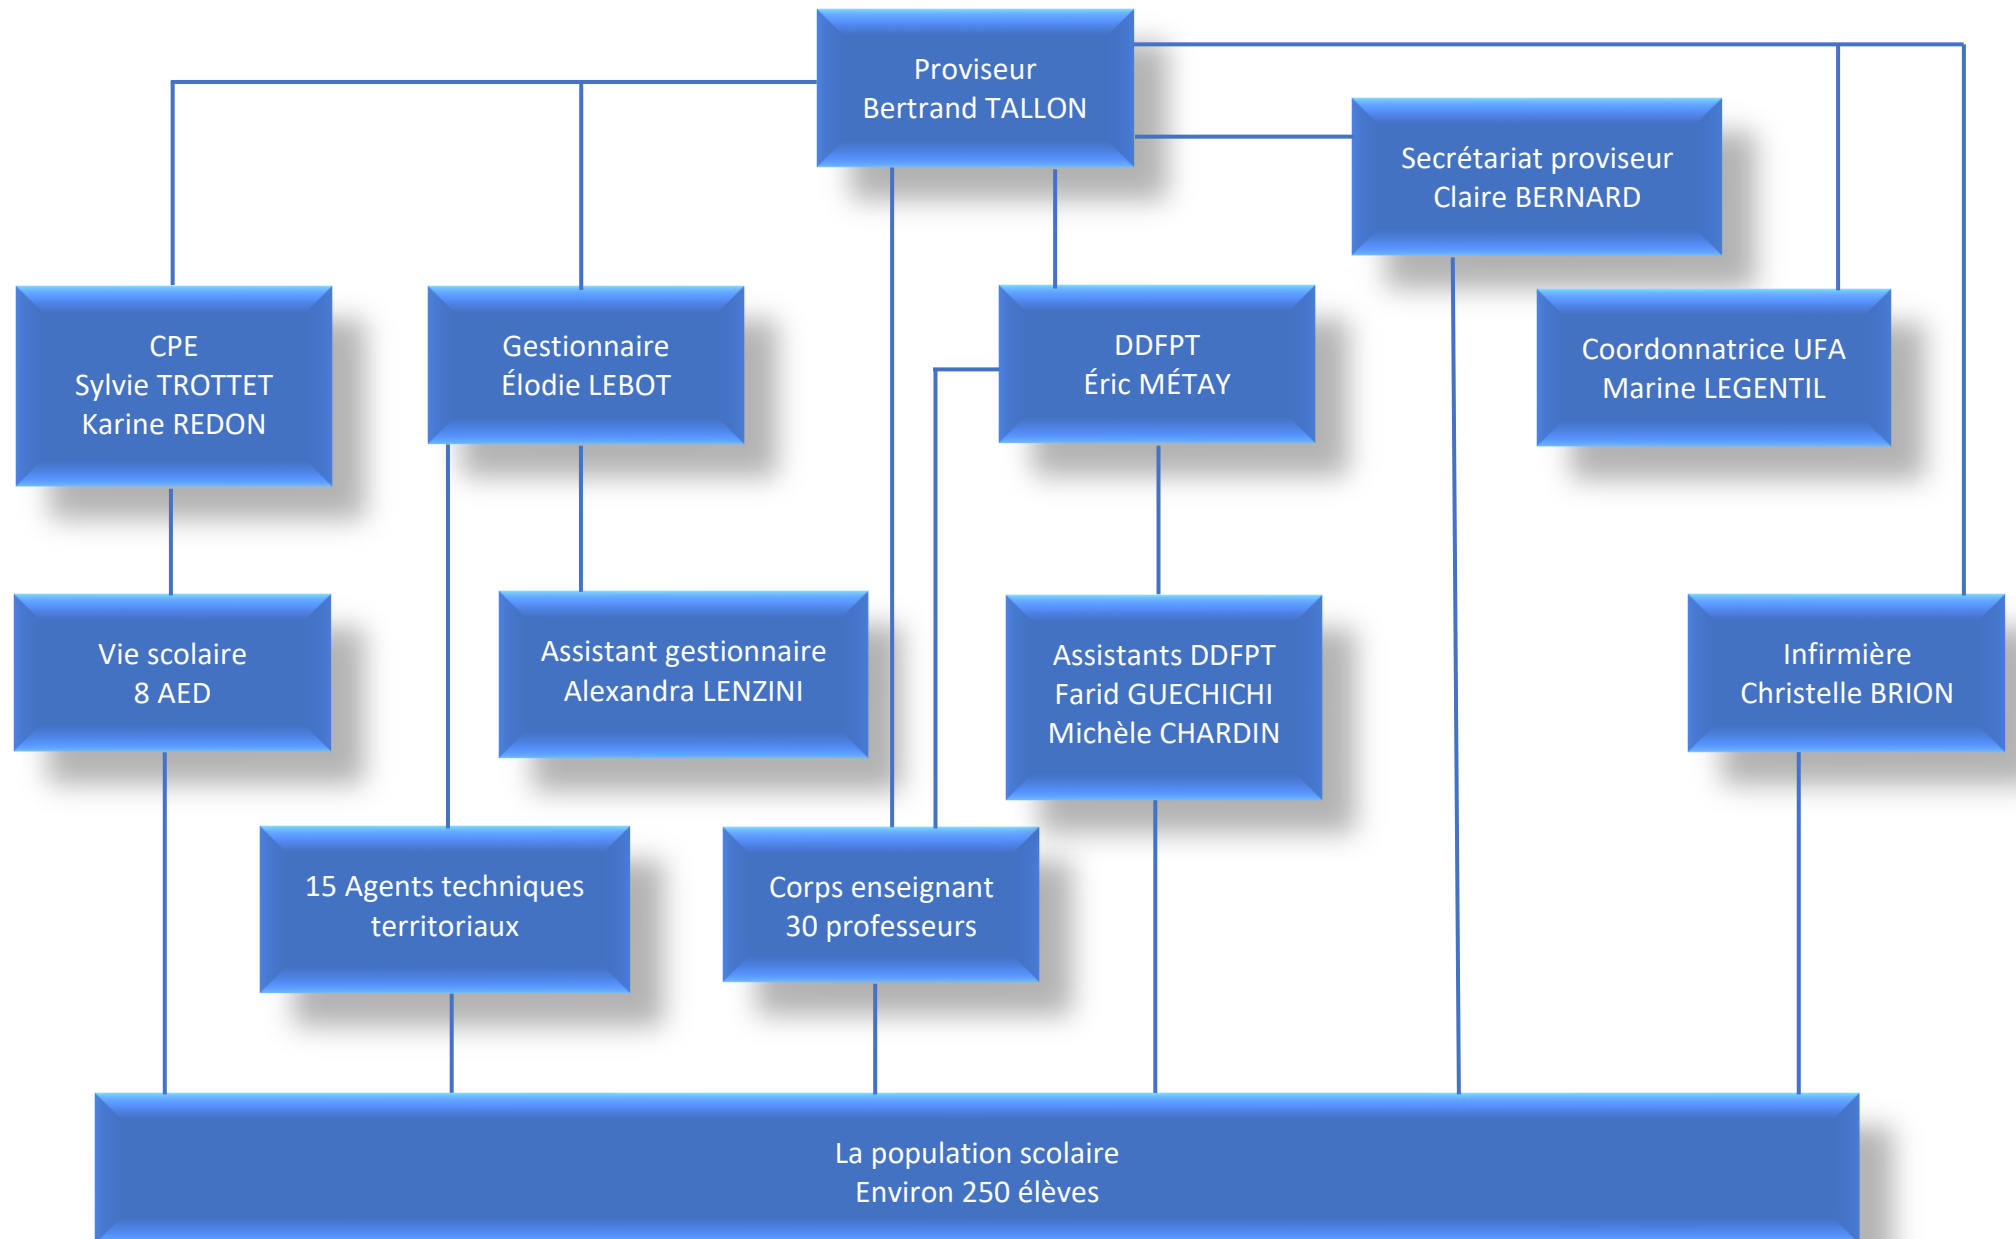 Proviseur
Bertrand TALLON
Secrétariat proviseur
Claire BERNARD
CPE
Sylvie TROTTET
Karine REDON
Gestionnaire
Élodie LEBOT
DDFPT
Éric MÉTAY
Coordonnatrice UFA
Marine LEGENTIL
Vie scolaire
8 AED
Assistant gestionnaire
Alexandra LENZINI
Assistants DDFPT
Farid GUECHICHI
Michèle CHARDIN
Infirmière
Christelle BRION
15 Agents techniques
territoriaux
Corps enseignant
30 professeurs
La population scolaire
Environ 250 élèves